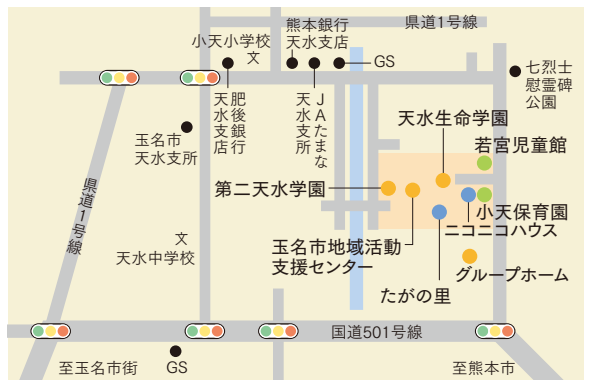 県道1号線
熊本銀行
天水支店
小天小学校
文
GS
七烈士
慰霊碑
公園
肥後銀行
天水支店
JAたまな
天水支所
天水生命学園
玉名市
天水支所
若宮児童館
県道1号線
第二天水学園
小天保育園
ニコニコハウス
文
天水中学校
玉名市地域活動
支援センター
グループホーム
たがの里
国道501号線
至玉名市街
GS
至熊本市